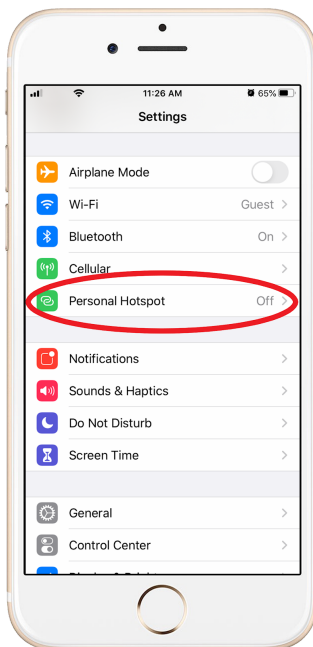 11:26 AM 65%
Settings
Airplane Mode
Wi-Fi Guest
Bluetooth On
Cellular
Personal Hotspot Off
Notifications
Sounds & Haptics
Do Not Disturb
Screen Time
General
Control Center